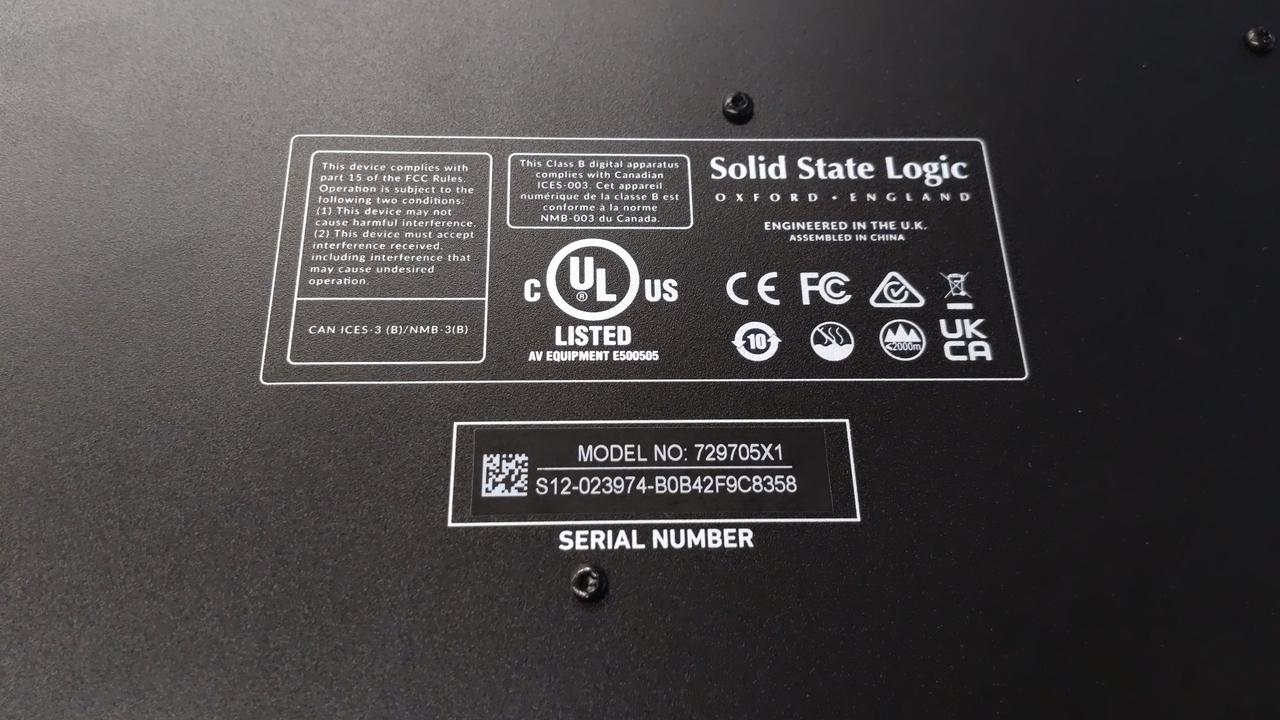 This device complies with
part 15 of the FCC Rules.
Operation is subject to the
following two conditions:
(1) This device may not
cause harmful interference.
(2) This device must accept
interference received,
including interference that
may cause undesired
operation.
CAN ICES-3 (B)/NMB-3(B)
This Class B digital apparatus
complies with Canadian
ICES-003. Cet appareil
numérique de la classe B est
conforme à la norme
NMB-003 du Canada.
C UL® US
LISTED
AV EQUIPMENT E500505
Solid State Logic
OXFORD • ENGLAND
ENGINEERED IN THE U.K.
ASSEMBLED IN CHINA
CE FC
10
≤2000m
UK
CA
MODEL NO: 729705X1
S12-023974-B0B42F9C8358
SERIAL NUMBER